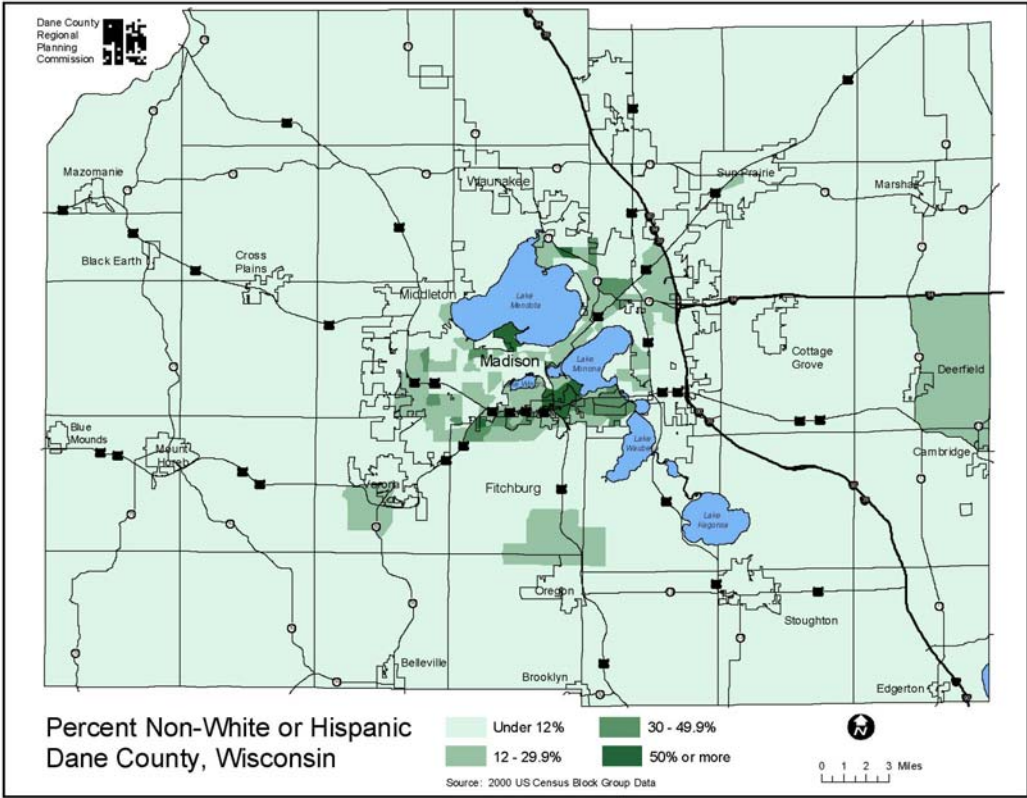 Dane County
Regional
Planning
Commission
Mazomanie
Waunakee
Sun Prairie
Marshall
Black Earth
Cross
Plains
Middleton
Lake
Mendota
Madison
Lake
Monona
Cottage
Grove
Deerfield
Blue
Mounds
Mount
Horeb
Lake
Waubesa
Cambridge
Verona
Fitchburg
Lake
Kegonsa
Oregon
Stoughton
Belleville
Brooklyn
Edgerton
Percent Non-White or Hispanic
Dane County, Wisconsin
Under 12%
12 - 29.9%
30 - 49.9%
50% or more
Source: 2000 US Census Block Group Data
N
0 1 2 3 Miles